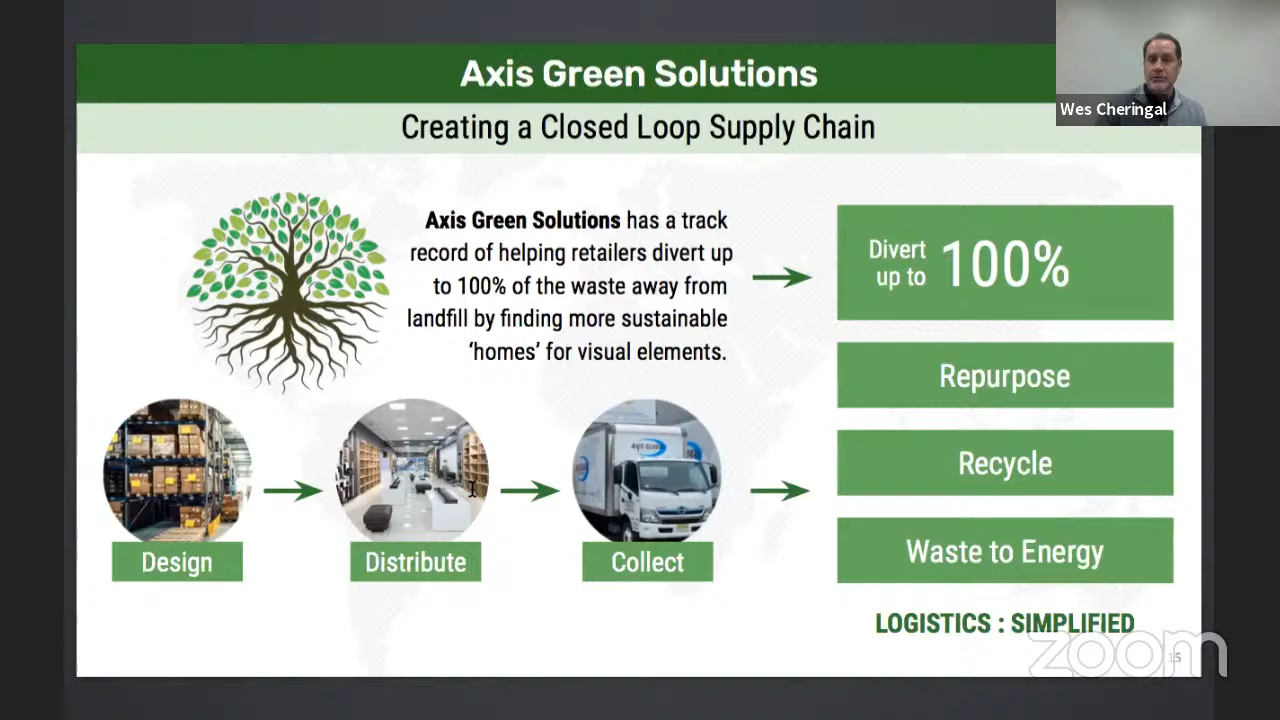 Axis Green Solutions
Wes Cheringal
Creating a Closed Loop Supply Chain
Axis Green Solutions has a track
record of helping retailers divert up
to 100% of the waste away from
landfill by finding more sustainable
‘homes’ for visual elements.
Divert
up to
100%
Repurpose
Recycle
Waste to Energy
Design
Distribute
Collect
LOGISTICS : SIMPLIFIED
zoom
15